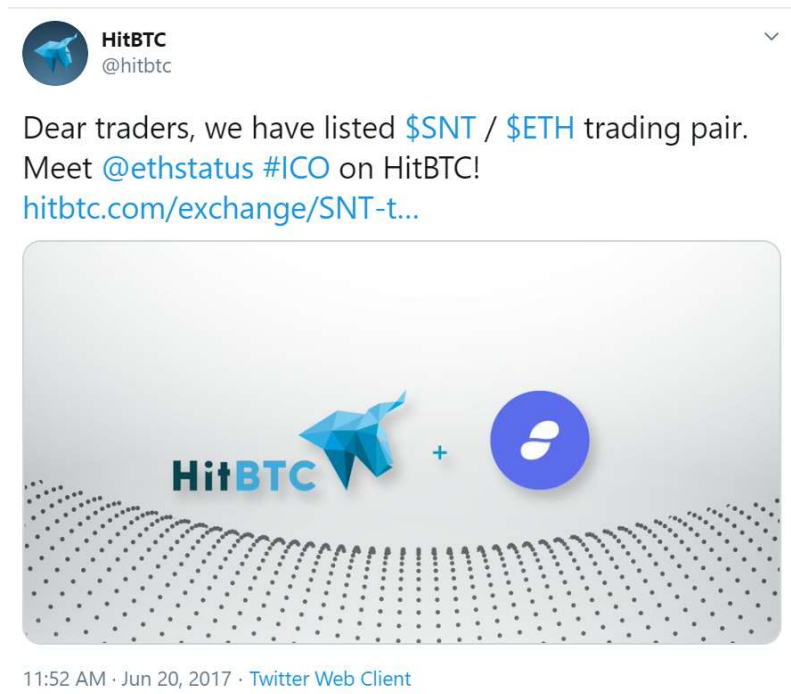 HitBTC
@hitbtc
Dear traders, we have listed $SNT / $ETH trading pair.
Meet @ethstatus #ICO on HitBTC!
hitbtc.com/exchange/SNT-t...
HitBTC +
11:52 AM · Jun 20, 2017 · Twitter Web Client